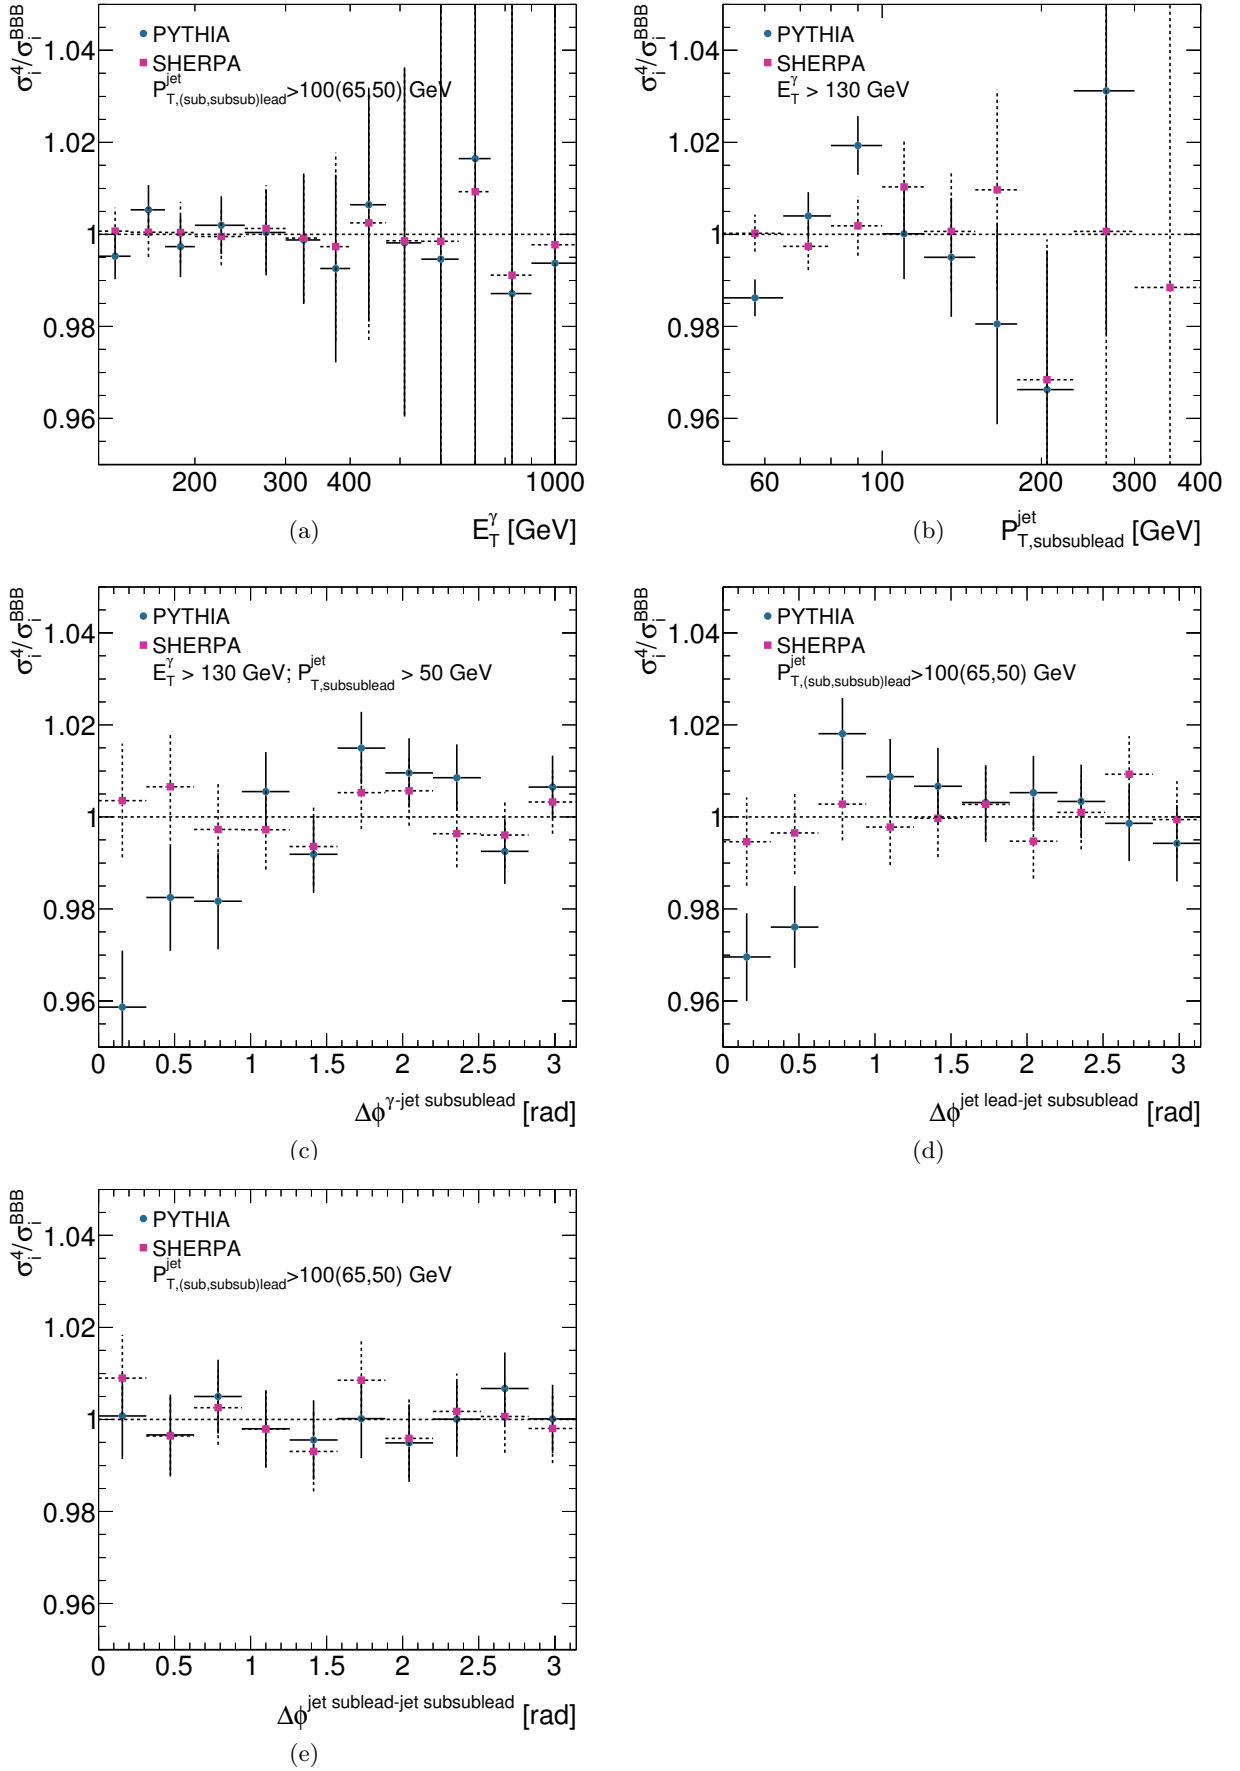 σ_i^4/σ_i^BBB
1.04
1.02
1
0.98
0.96
PYTHIA
SHERPA
P_T,(sub,subsub)lead^jet>100(65,50) GeV
200 300 400 1000
E_T^γ [GeV]
(a)
σ_i^4/σ_i^BBB
1.04
1.02
1
0.98
0.96
PYTHIA
SHERPA
E_T^γ > 130 GeV
60 100 200 300 400
P_T,subsublead^jet [GeV]
(b)
σ_i^4/σ_i^BBB
1.04
1.02
1
0.98
0.96
PYTHIA
SHERPA
E_T^γ > 130 GeV; P_T,subsublead^jet > 50 GeV
0 0.5 1 1.5 2 2.5 3
Δϕ^γ-jet subsublead [rad]
(c)
σ_i^4/σ_i^BBB
1.04
1.02
1
0.98
0.96
PYTHIA
SHERPA
P_T,(sub,subsub)lead^jet>100(65,50) GeV
0 0.5 1 1.5 2 2.5 3
Δϕ^jet lead-jet subsublead [rad]
(d)
σ_i^4/σ_i^BBB
1.04
1.02
1
0.98
0.96
PYTHIA
SHERPA
P_T,(sub,subsub)lead^jet>100(65,50) GeV
0 0.5 1 1.5 2 2.5 3
Δϕ^jet sublead-jet subsublead [rad]
(e)